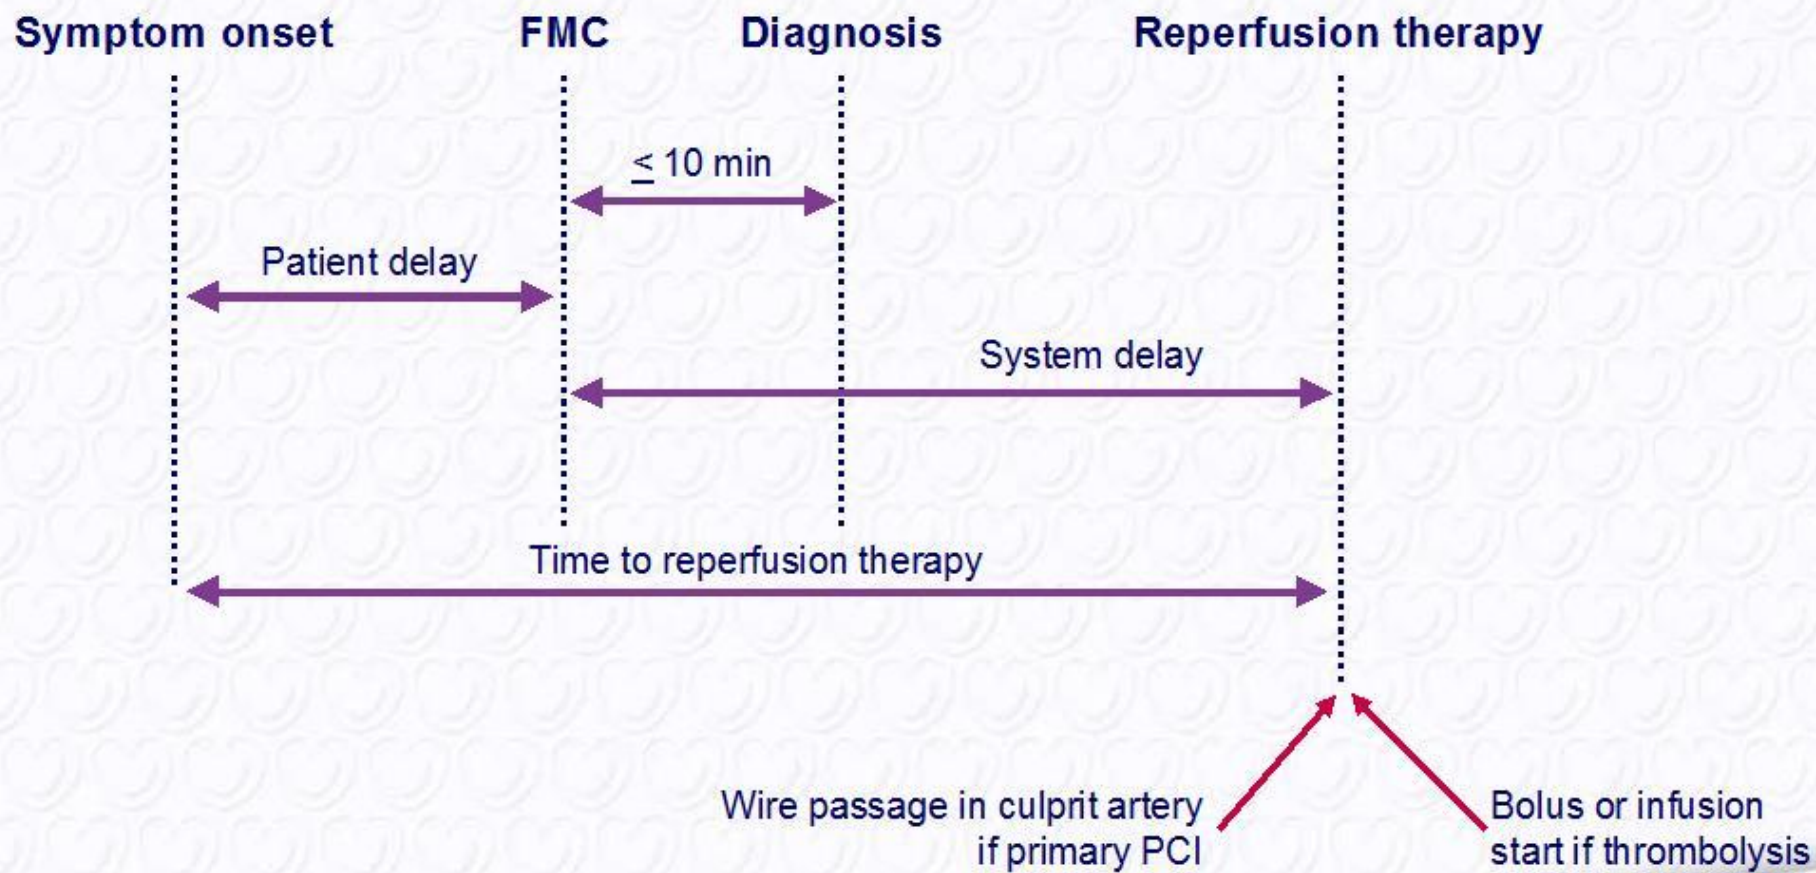 Symptom onset FMC Diagnosis Reperfusion therapy
≤ 10 min
Patient delay
System delay
Time to reperfusion therapy
Wire passage in culprit artery
if primary PCI
Bolus or infusion
start if thrombolysis